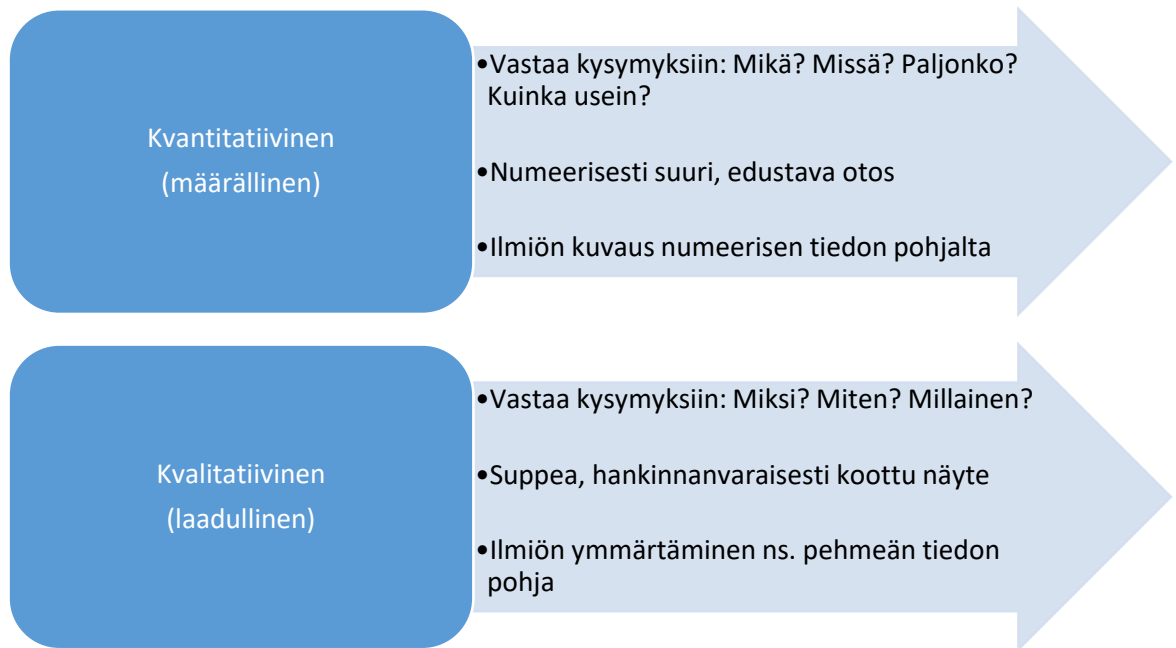 Kvantitatiivinen
(määrällinen)
•Vastaa kysymyksiin: Mikä? Missä? Paljonko?
Kuinka usein?
•Numeerisesti suuri, edustava otos
•Ilmiön kuvaus numeerisen tiedon pohjalta
Kvalitatiivinen
(laadullinen)
•Vastaa kysymyksiin: Miksi? Miten? Millainen?
•Suppea, hankinnanvaraisesti koottu näyte
•Ilmiön ymmärtäminen ns. pehmeän tiedon
pohja